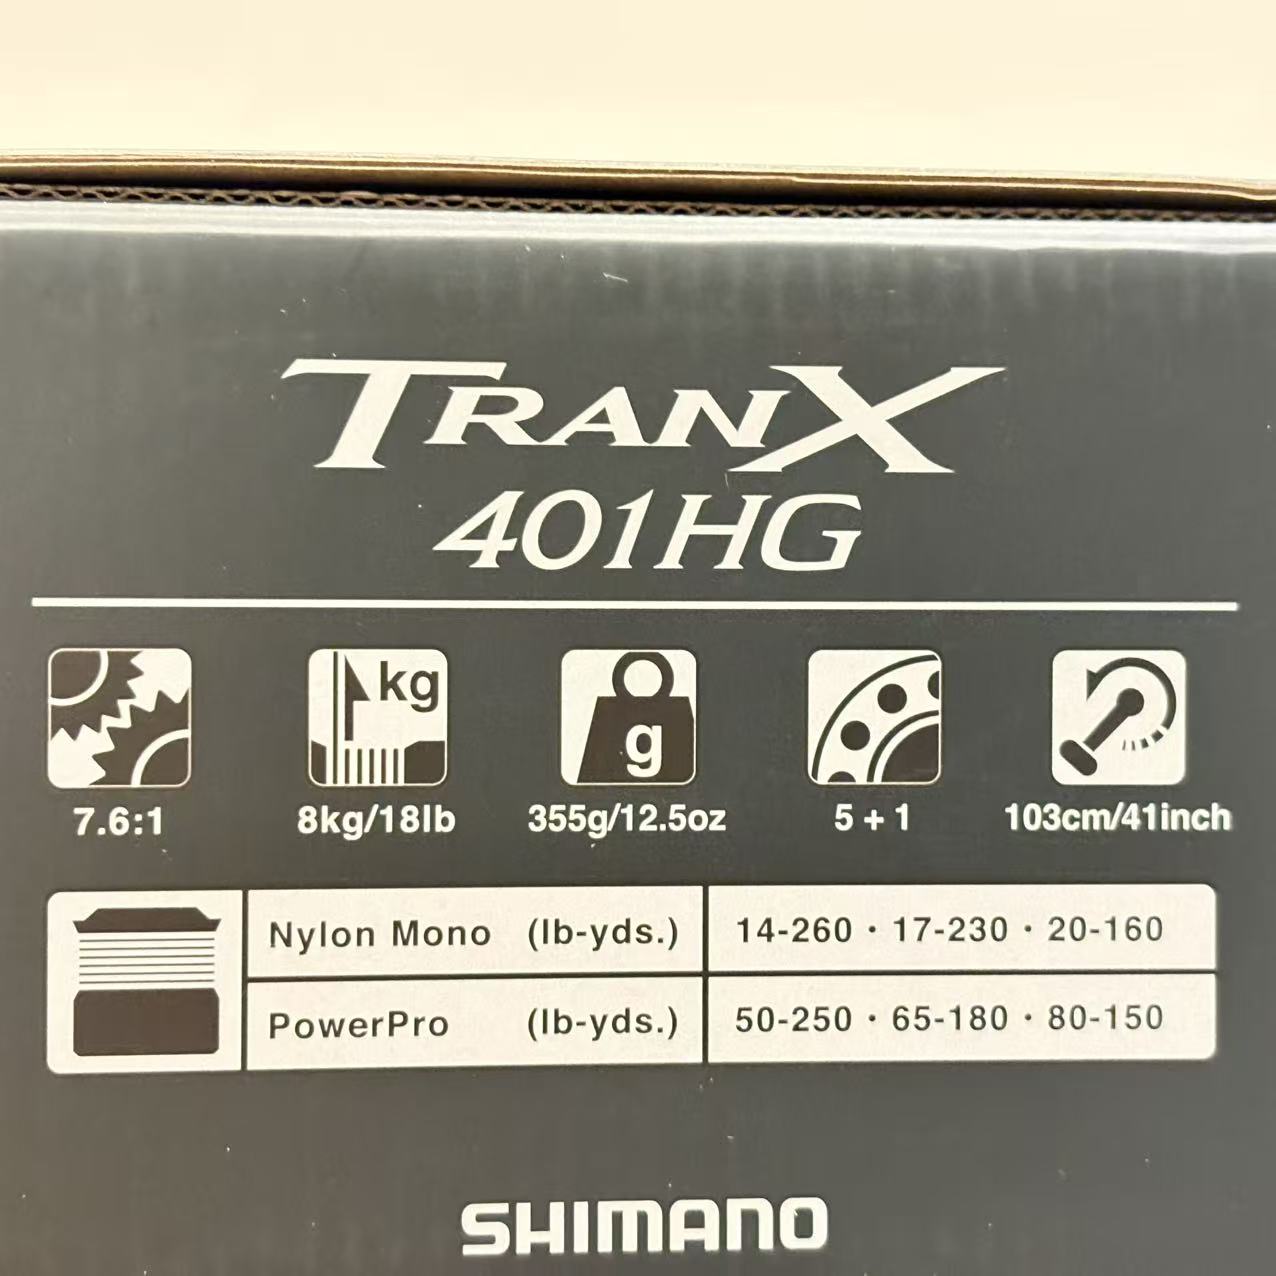 TRANX
401HG
kg g
7.6:1 8kg/18lb 355g/12.5oz 5+1 103cm/41inch
Nylon Mono (lb-yds.) 14-260・17-230・20-160
PowerPro (lb-yds.) 50-250・65-180・80-150
SHIMANO